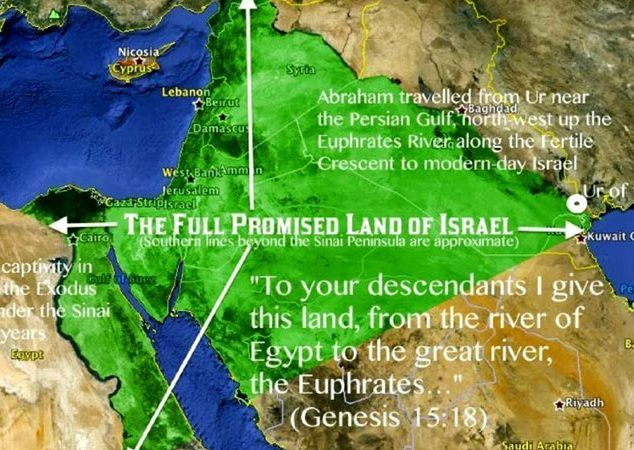 Nicosia
Cyprus
Syria
Lebanon
Beirut
Damascus
Baghdad
Abraham travelled from Ur near
the Persian Gulf, north-west up the
Euphrates River along the Fertile
Crescent to modern-day Israel
West Bank
Amman
Jerusalem
Gaza Strip
Israel
Ur of
THE FULL PROMISED LAND OF ISRAEL
(Southern lines beyond the Sinai Peninsula are approximate)
Cairo
Kuwait C
captivity in
the Exodus
nder the Sinai
years
Gulf of Suez
Egypt
"To your descendants I give
this land, from the river of
Egypt to the great river,
the Euphrates..."
(Genesis 15:18)
Riyadh
Saudi Arabia